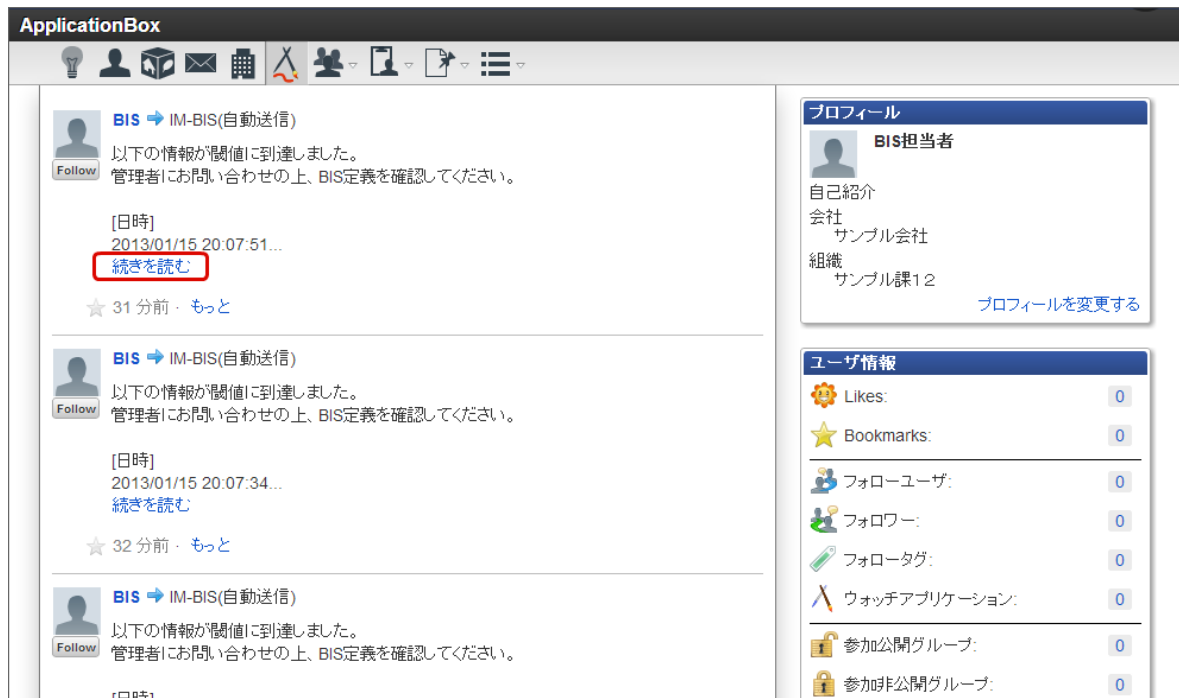 ApplicationBox
BIS IM-BIS(自動送信)
以下の情報が閾値に到達しました。
Follow
管理者にお問い合わせの上、BIS定義を確認してください。
[日時]
2013/01/15 20:07:51...
続きを読む
31 分前 · もっと
BIS IM-BIS(自動送信)
以下の情報が閾値に到達しました。
Follow
管理者にお問い合わせの上、BIS定義を確認してください。
[日時]
2013/01/15 20:07:34...
続きを読む
32 分前 · もっと
BIS IM-BIS(自動送信)
以下の情報が閾値に到達しました。
Follow
管理者にお問い合わせの上、BIS定義を確認してください。
[日時]
プロフィール
BIS担当者
自己紹介
会社
サンプル会社
組織
サンプル課12
プロフィールを変更する
ユーザ情報
Likes: 0
Bookmarks: 0
フォローユーザ: 0
フォロワー: 0
フォロータグ: 0
ウォッチアプリケーション: 0
参加公開グループ: 0
参加非公開グループ: 0